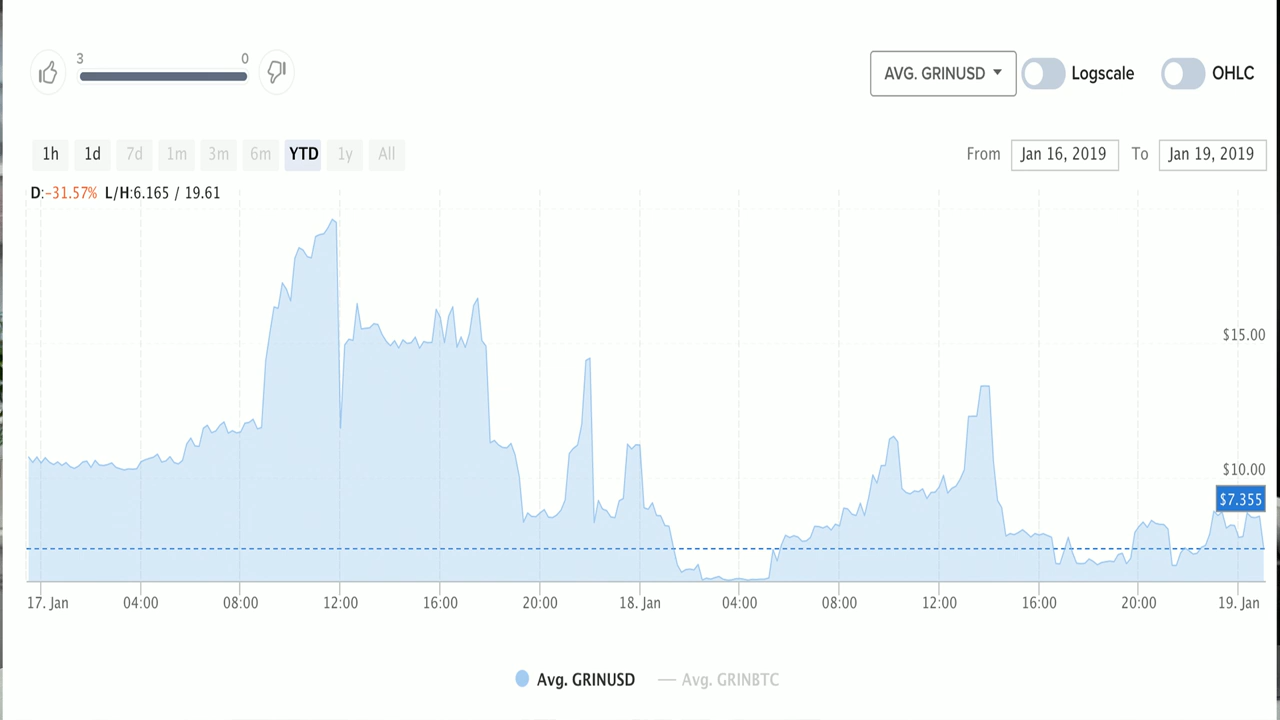 3 0
AVG. GRINUSD Logscale OHLC
1h 1d 7d 1m 3m 6m YTD 1y All From Jan 16, 2019 To Jan 19, 2019
D:-31.57% L/H:6.165 / 19.61
$15.00
$10.00
$7.355
17. Jan 04:00 08:00 12:00 16:00 20:00 18. Jan 04:00 08:00 12:00 16:00 20:00 19. Jan
Avg. GRINUSD Avg. GRINBTC